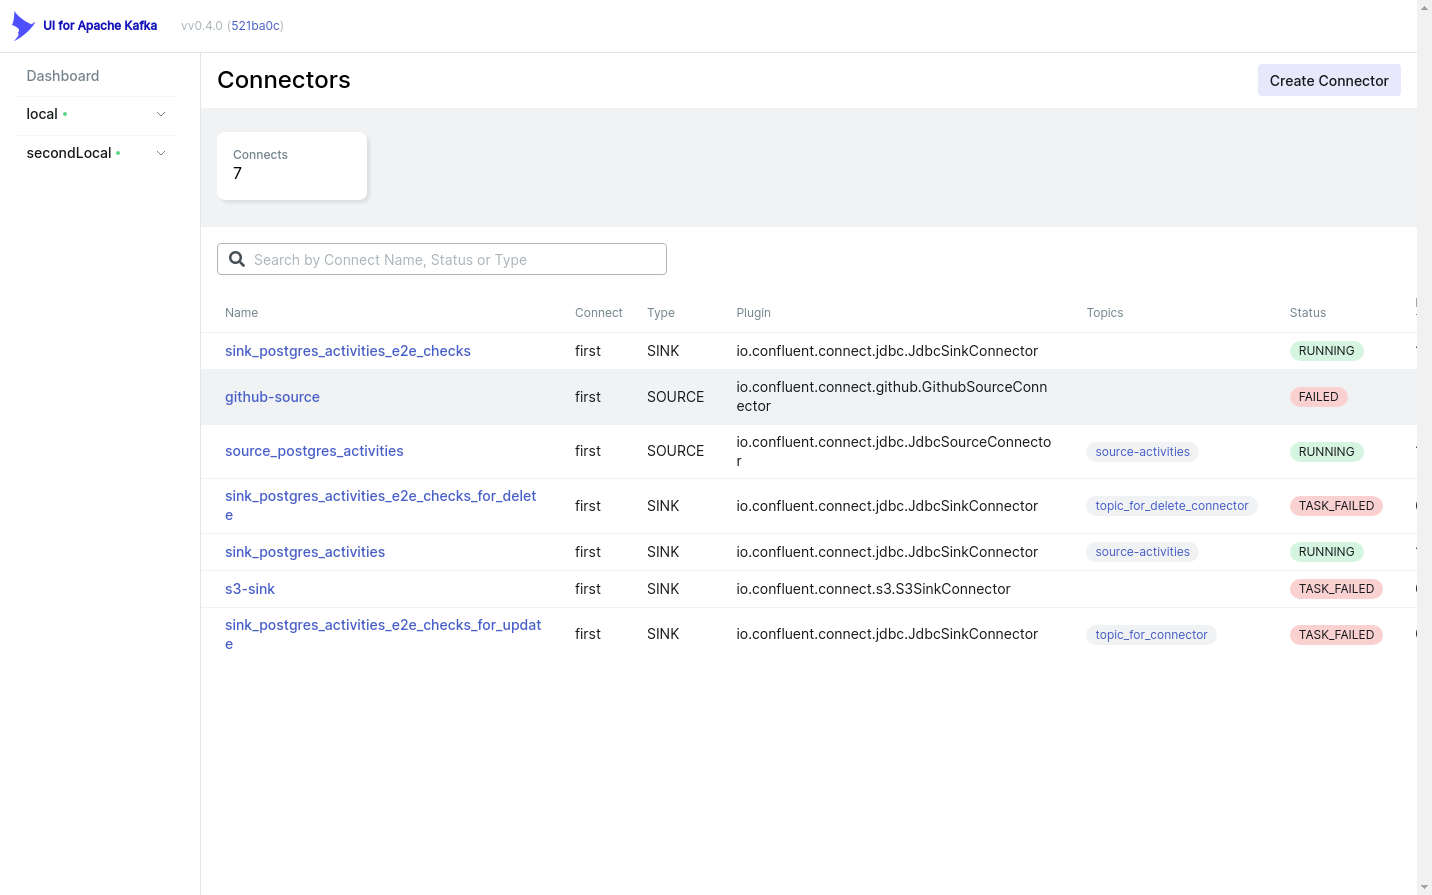 UI for Apache Kafka vv0.4.0 (521ba0c)
Dashboard
local
secondLocal
Connectors
Create Connector
Connects
7
Search by Connect Name, Status or Type
Name Connect Type Plugin Topics Status
sink_postgres_activities_e2e_checks first SINK io.confluent.connect.jdbc.JdbcSinkConnector RUNNING
github-source first SOURCE io.confluent.connect.github.GithubSourceConn
ector FAILED
source_postgres_activities first SOURCE io.confluent.connect.jdbc.JdbcSourceConnecto
r source-activities RUNNING
sink_postgres_activities_e2e_checks_for_delet
e first SINK io.confluent.connect.jdbc.JdbcSinkConnector topic_for_delete_connector TASK_FAILED
sink_postgres_activities first SINK io.confluent.connect.jdbc.JdbcSinkConnector source-activities RUNNING
s3-sink first SINK io.confluent.connect.s3.S3SinkConnector TASK_FAILED
sink_postgres_activities_e2e_checks_for_updat
e first SINK io.confluent.connect.jdbc.JdbcSinkConnector topic_for_connector TASK_FAILED